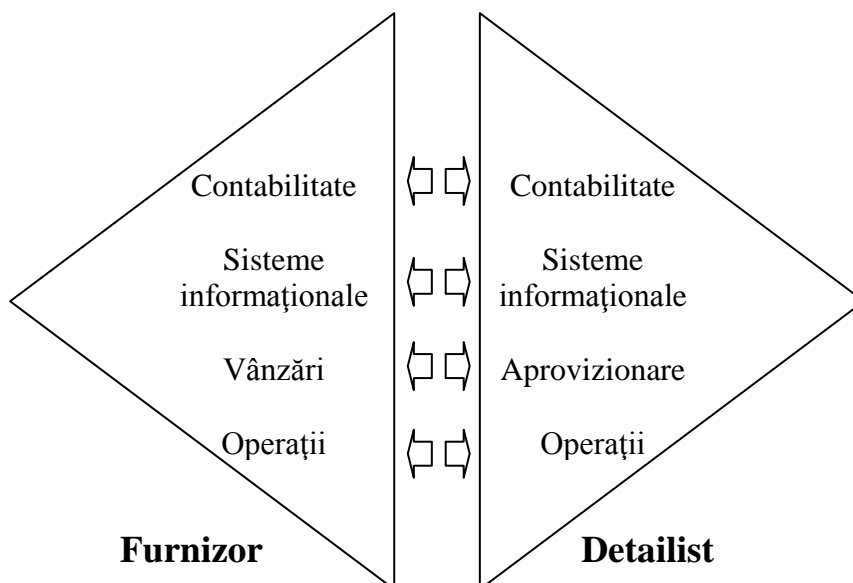 Contabilitate Contabilitate
Sisteme Sisteme
informaţionale informaţionale
Vânzări Aprovizionare
Operaţii Operaţii
Furnizor Detailist